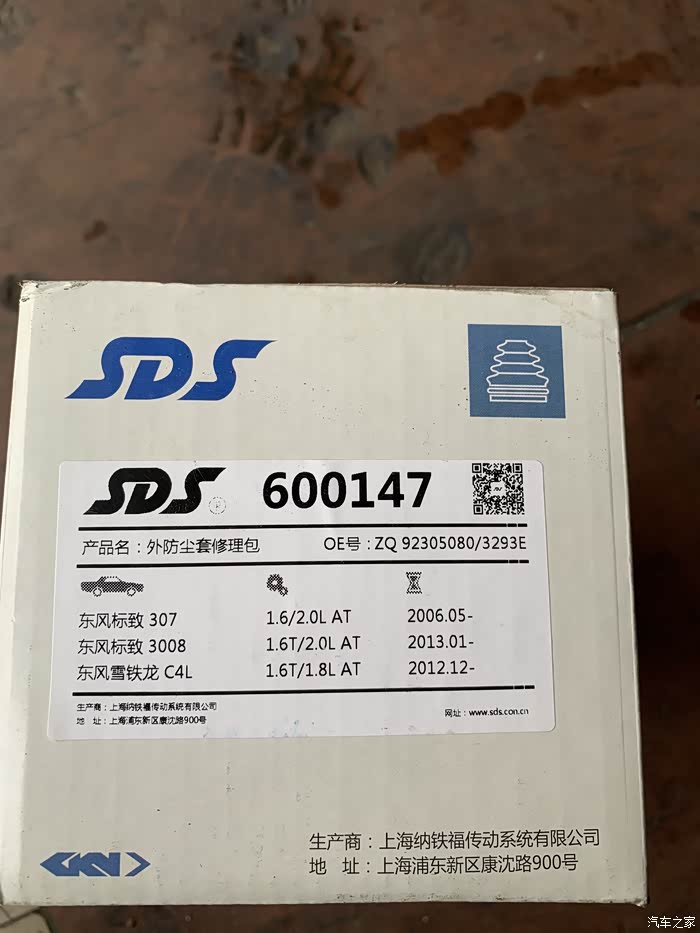 SDS
SDS® 600147
产品名：外防尘套修理包 OE号：ZQ 92305080/3293E
东风标致 307 1.6/2.0L AT 2006.05-
东风标致 3008 1.6T/2.0L AT 2013.01-
东风雪铁龙 C4L 1.6T/1.8L AT 2012.12-
生产商：上海纳铁福传动系统有限公司
地 址：上海浦东新区康沈路900号 网址：www.sds.com.cn
GKN
生产商：上海纳铁福传动系统有限公司
地 址：上海浦东新区康沈路900号
汽车之家